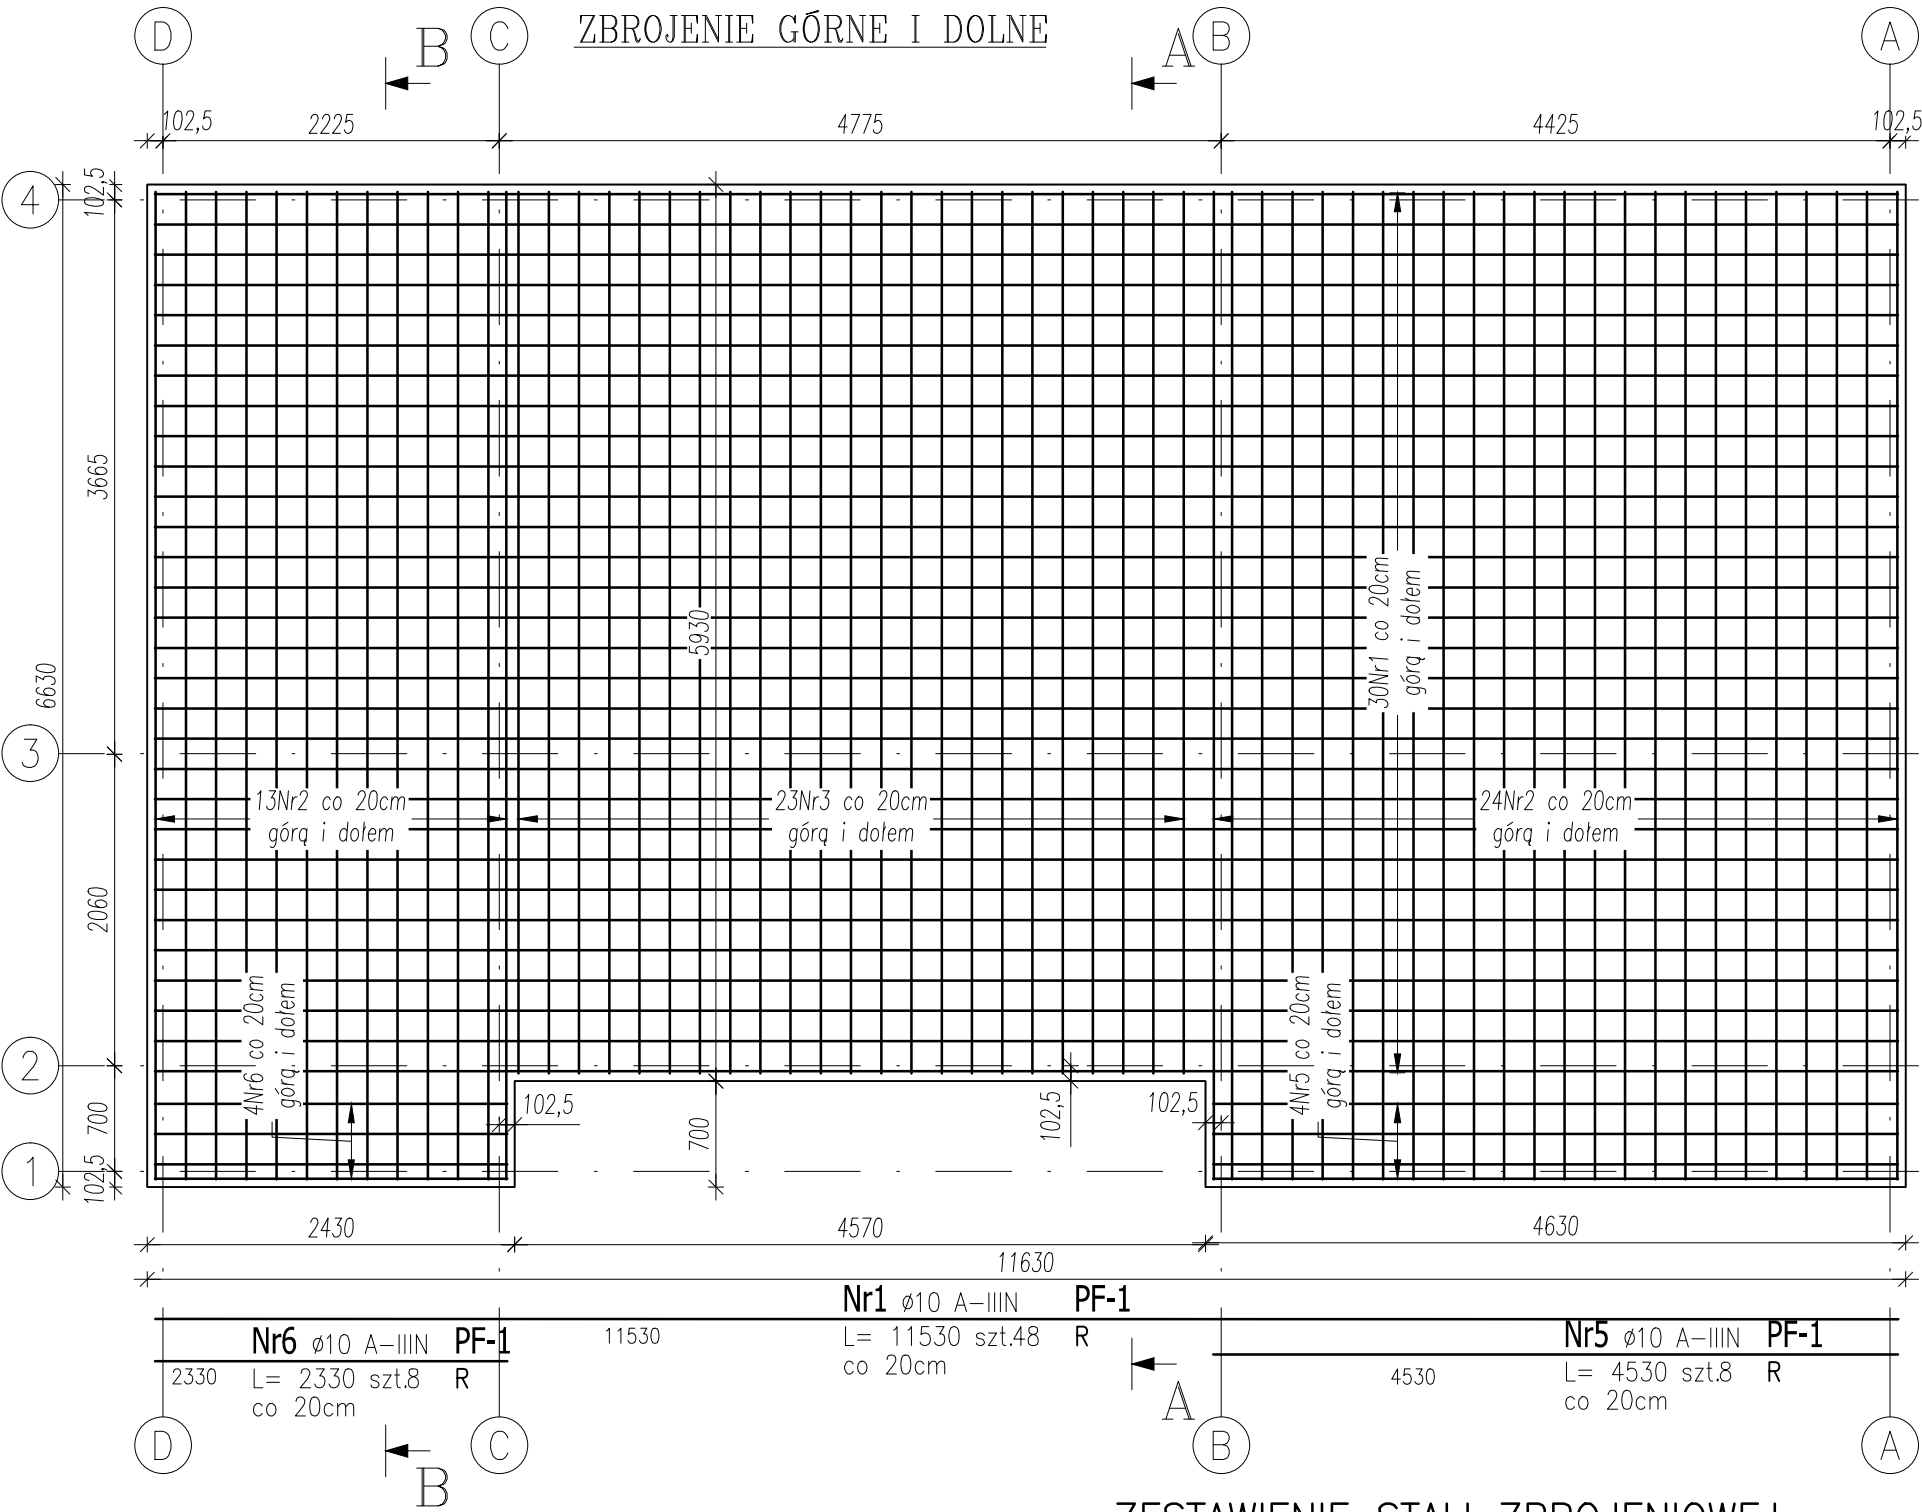 ZBROJENIE GÓRNE I DOLNE
D
B
C
A
B
A
102,5
2225
4775
4425
102,5
4
102,5
3665
6630
3
2060
2
700
1
102,5
5930
30Nr1 co 20cm
górą i dołem
13Nr2 co 20cm
górą i dołem
23Nr3 co 20cm
górą i dołem
24Nr2 co 20cm
górą i dołem
4Nr6 co 20cm
górą i dołem
4Nr5 co 20cm
górą i dołem
102,5
700
102,5
102,5
2430
4570
4630
11630
Nr1 ø10 A-IIIN PF-1
11530
L= 11530 szt.48 R
co 20cm
Nr6 ø10 A-IIIN PF-1
2330
L= 2330 szt.8 R
co 20cm
Nr5 ø10 A-IIIN PF-1
4530
L= 4530 szt.8 R
co 20cm
D
B
C
A
B
A
ZESTAWIENIE STALI ZBROJENIOWEJ